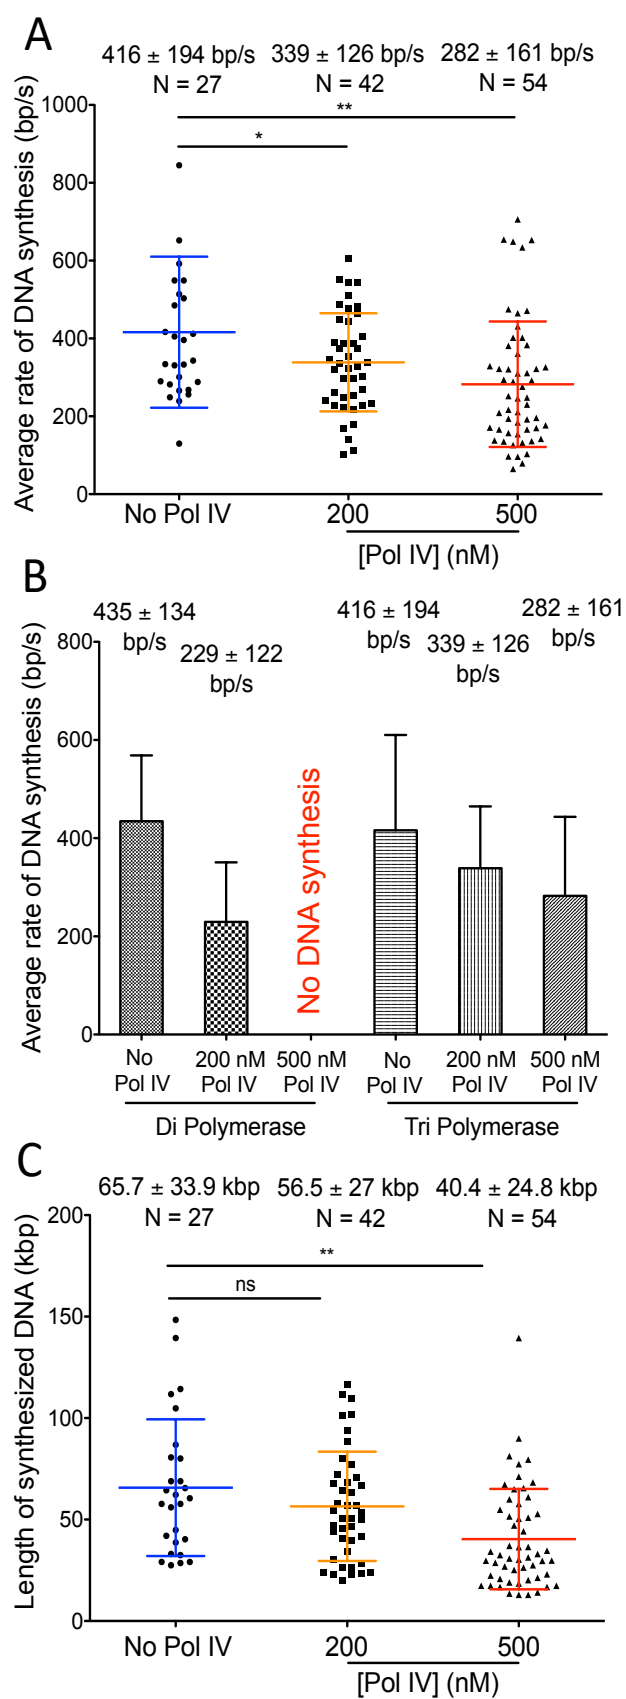 A
416 ± 194 bp/s 339 ± 126 bp/s 282 ± 161 bp/s
N = 27 N = 42 N = 54
Average rate of DNA synthesis (bp/s)
1000
800
600
400
200
0
**
*
No Pol IV 200 500
[Pol IV] (nM)
B
435 ± 134
bp/s
229 ± 122
bp/s
416 ± 194
bp/s
339 ± 126
bp/s
282 ± 161
bp/s
Average rate of DNA synthesis (bp/s)
800
600
400
200
0
No DNA synthesis
No
Pol IV
200 nM
Pol IV
500 nM
Pol IV
No
Pol IV
200 nM
Pol IV
500 nM
Pol IV
Di Polymerase Tri Polymerase
C
65.7 ± 33.9 kbp 56.5 ± 27 kbp 40.4 ± 24.8 kbp
N = 27 N = 42 N = 54
Length of synthesized DNA (kbp)
200
150
100
50
0
**
ns
No Pol IV 200 500
[Pol IV] (nM)